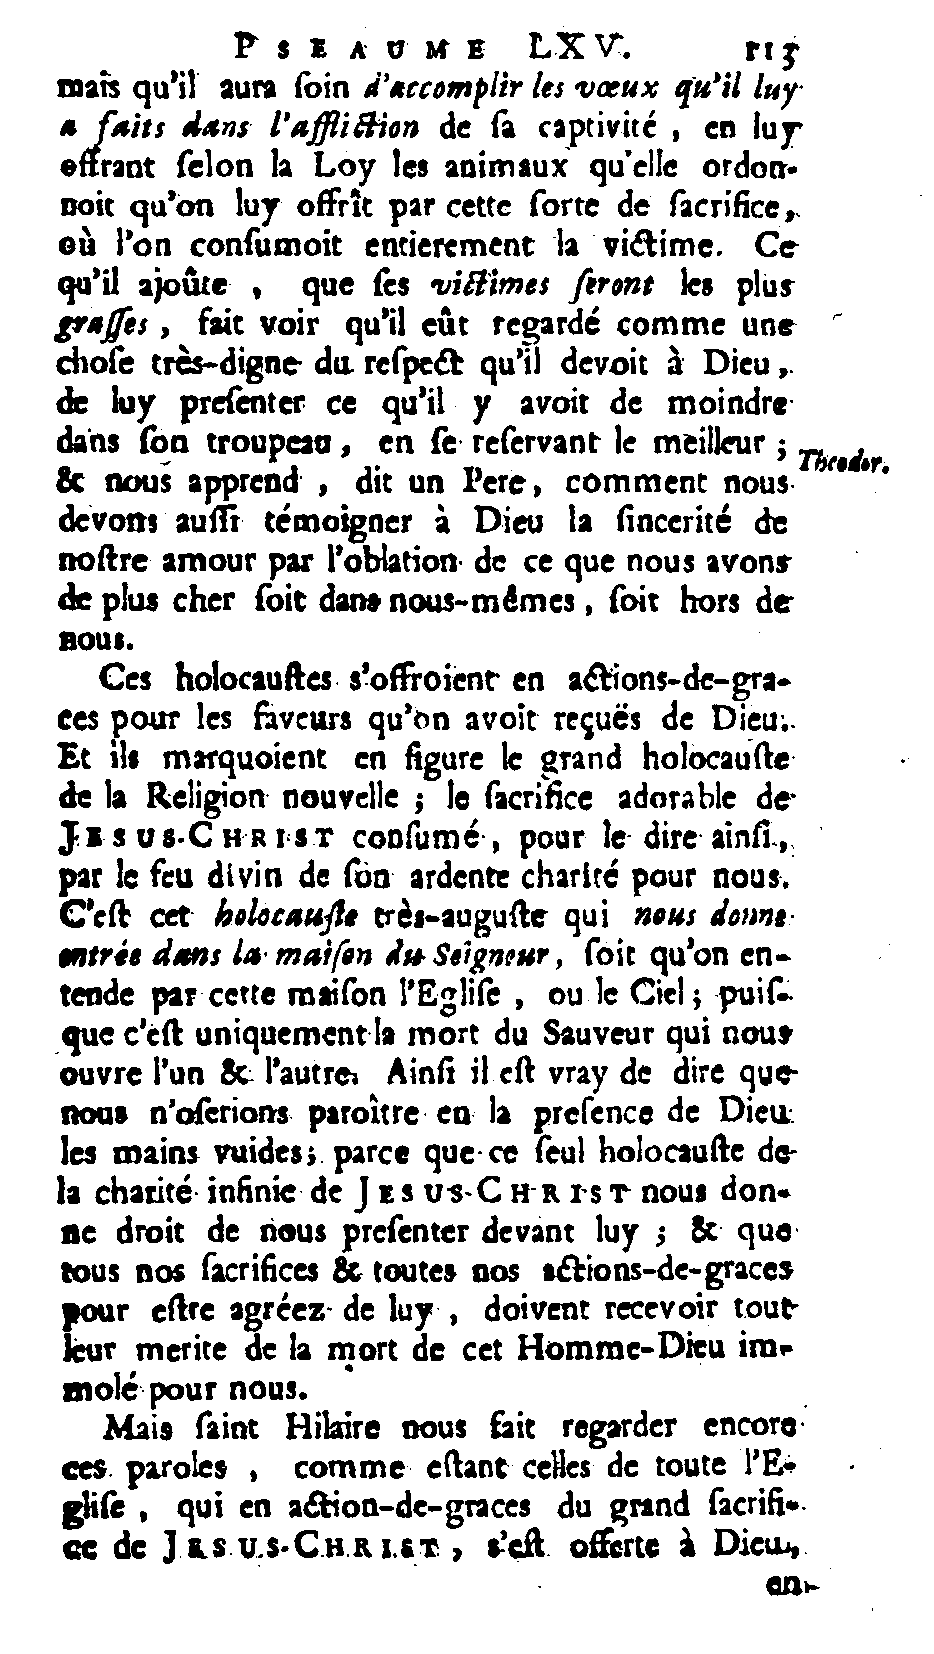 PSEAUME LXV. 113
mais qu'il aura ſoin d'accomplir les vœux qu'il luy
a faits dans l'affliction de ſa captivité, en luy
offrant ſelon la Loy les animaux qu'elle ordon-
noit qu'on luy offrît par cette ſorte de ſacrifice,
où l'on conſumoit entierement la victime. Ce
qu'il ajoûte, que ſes victimes ſeront les plus
graſſes, fait voir qu'il eût regardé comme une
choſe très-digne du reſpect qu'il devoit à Dieu,
de luy preſenter ce qu'il y avoit de moindre
dans ſon troupeau, en ſe reſervant le meilleur;
Theodor.
& nous apprend, dit un Pere, comment nous
devons auſſi témoigner à Dieu la ſincerité de
noſtre amour par l'oblation de ce que nous avons
de plus cher ſoit dans nous-mêmes, ſoit hors de
nous.
Ces holocauſtes s'offroient en actions-de-gra-
ces pour les faveurs qu'on avoit reçuës de Dieu.
Et ils marquoient en figure le grand holocauſte
de la Religion nouvelle; le ſacrifice adorable de
JESUS-CHRIST conſumé, pour le dire ainſi,
par le feu divin de ſon ardente charité pour nous.
C'eſt cet holocauſte très-auguſte qui nous donne
entrée dans la maiſon du Seigneur, ſoit qu'on en-
tende par cette maiſon l'Egliſe, ou le Ciel; puiſ-
que c'eſt uniquement la mort du Sauveur qui nous
ouvre l'un & l'autre. Ainſi il eſt vray de dire que
nous n'oſerions paroître en la preſence de Dieu
les mains vuides; parce que ce ſeul holocauſte de
la charité infinie de JESUS-CHRIST nous don-
ne droit de nous preſenter devant luy; & que
tous nos ſacrifices & toutes nos actions-de-graces
pour eſtre agréez de luy, doivent recevoir tout
leur merite de la mort de cet Homme-Dieu im-
molé pour nous.
Mais ſaint Hilaire nous fait regarder encore
ces paroles, comme eſtant celles de toute l'E-
gliſe, qui en action-de-graces du grand ſacrifi-
ce de JESUS-CHRIST, s'eſt offerte à Dieu,
en-